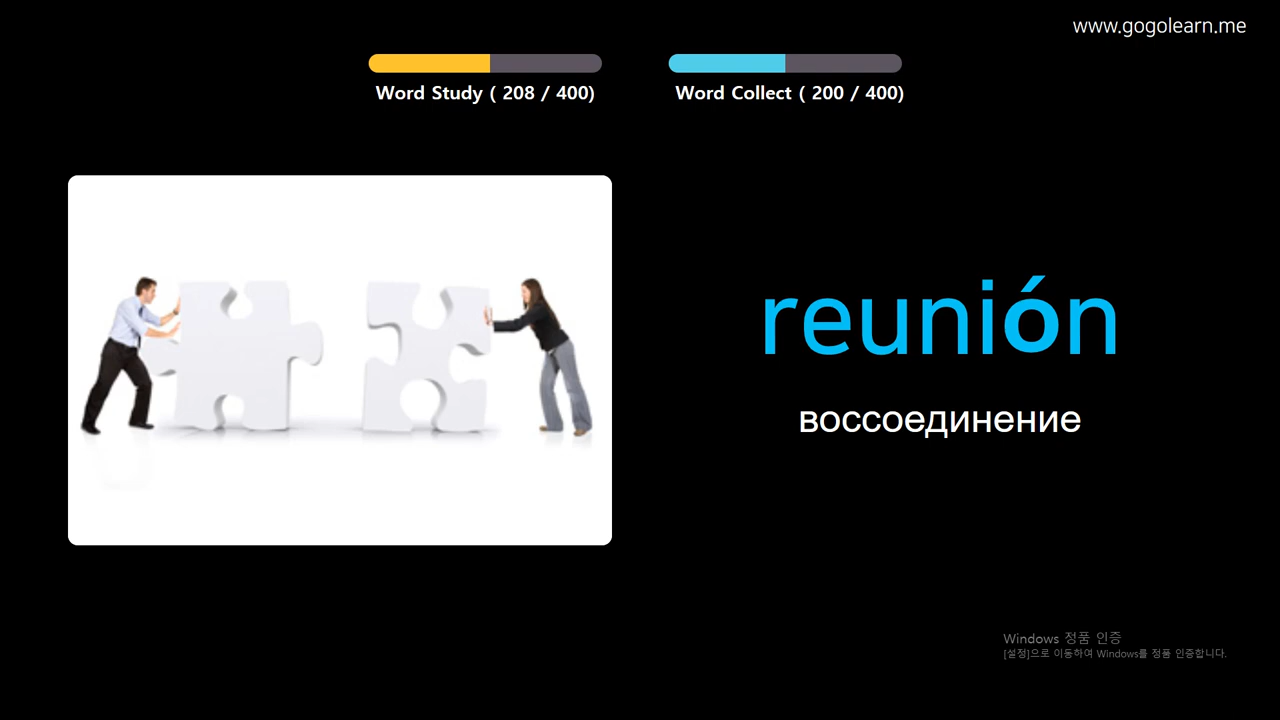 www.gogolearn.me
Word Study ( 208 / 400)
Word Collect ( 200 / 400)
reunión
воссоединение
Windows 정품 인증
[설정]으로 이동하여 Windows를 정품 인증합니다.